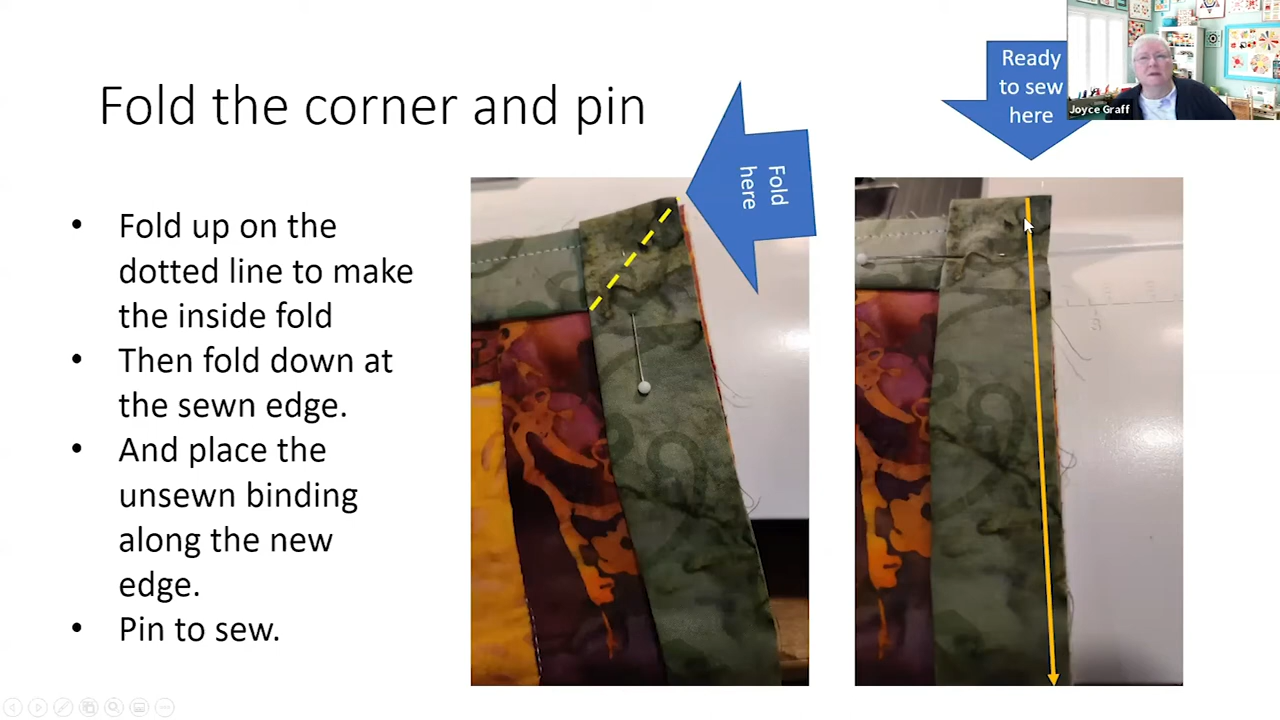 Fold the corner and pin
Fold up on the
dotted line to make
the inside fold
Then fold down at
the sewn edge.
And place the
unsewn binding
along the new
edge.
Pin to sew.
Fold
here
Ready
to sew
here
Joyce Graff